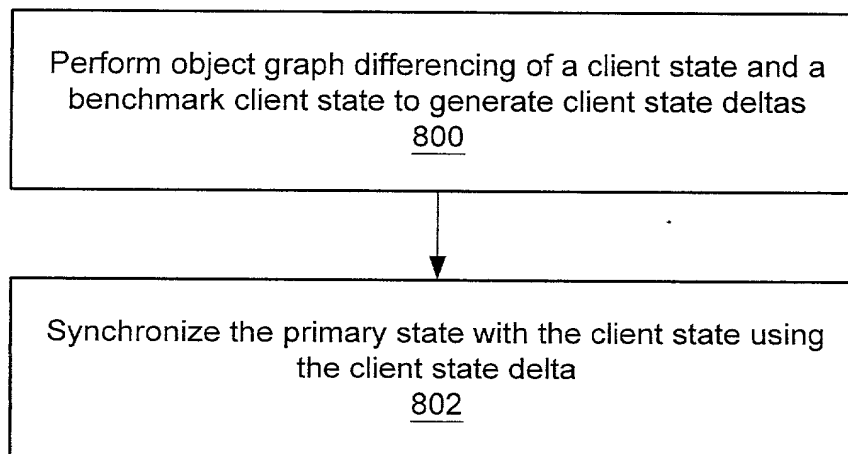 Perform object graph differencing of a client state and a
benchmark client state to generate client state deltas
800
Synchronize the primary state with the client state using
the client state delta
802